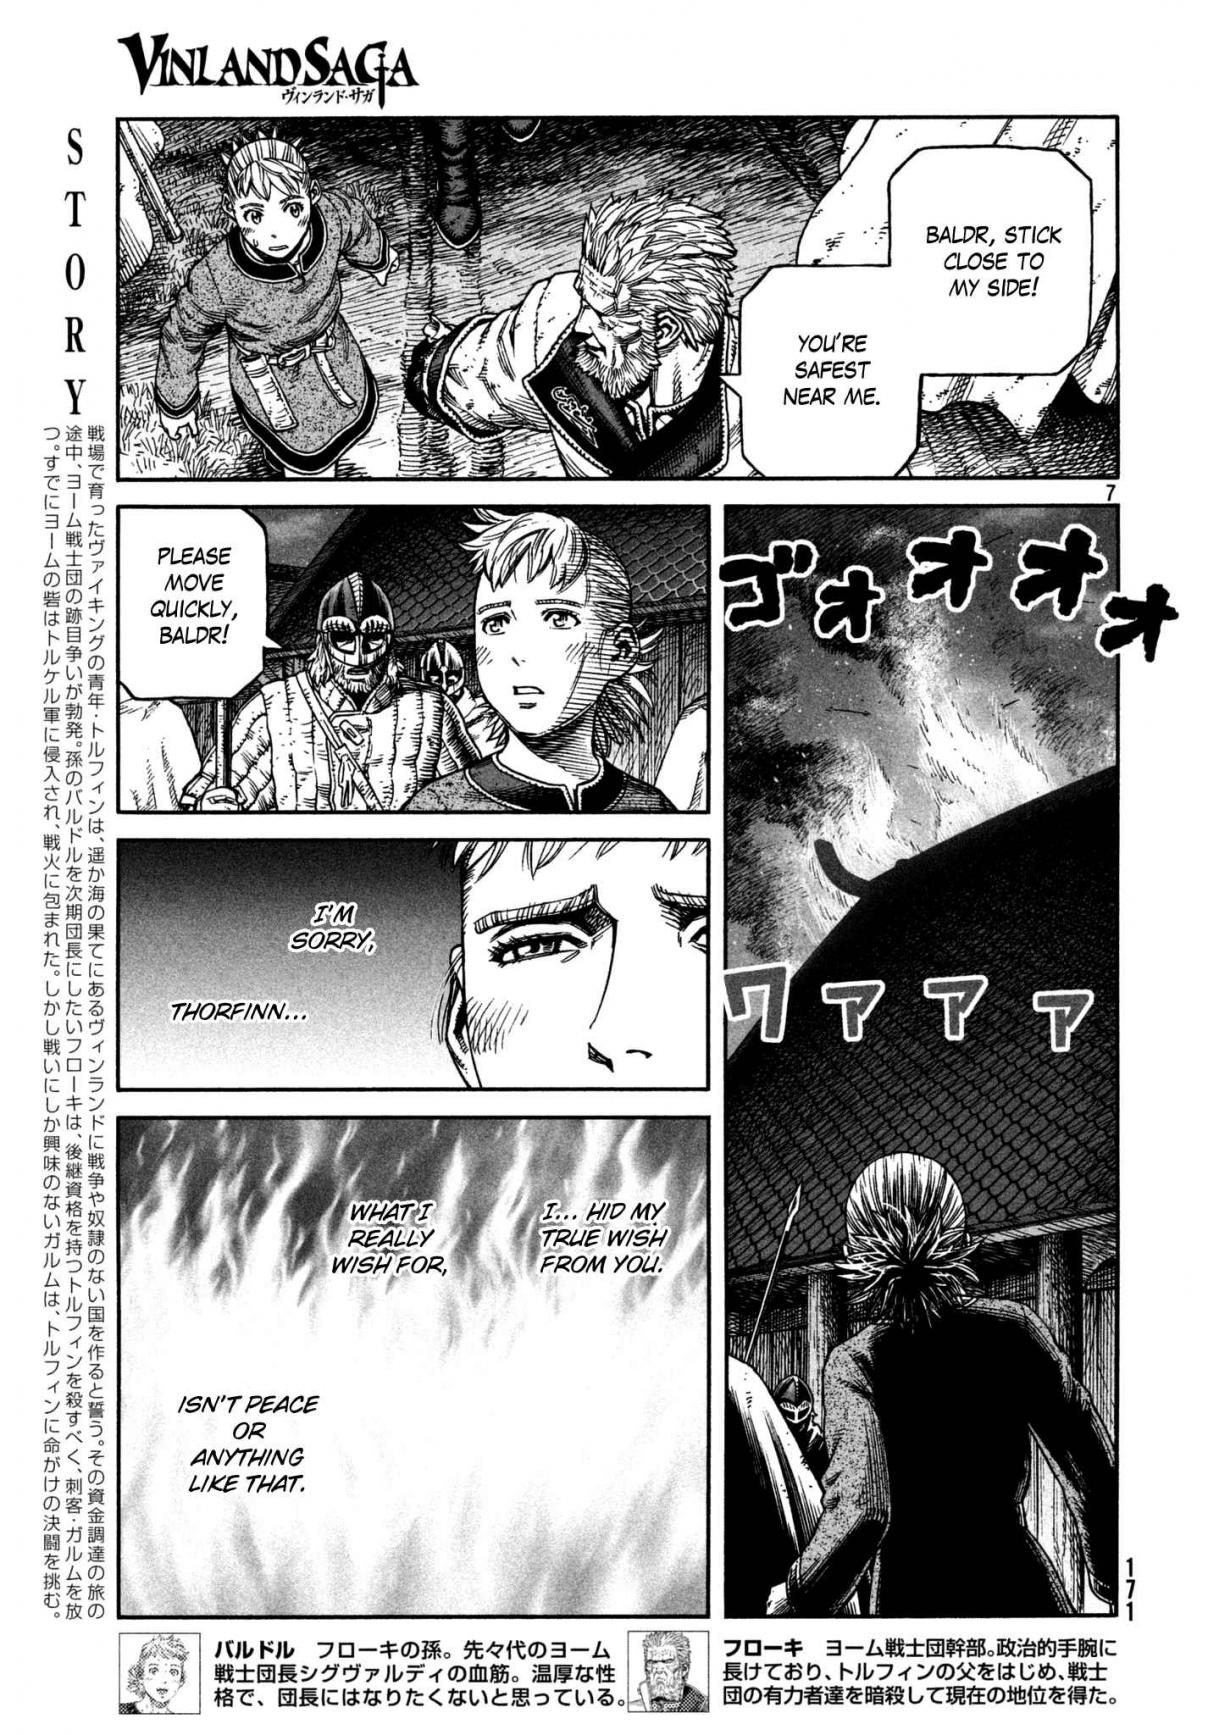 VINLAND SAGA
ヴィンランド・サガ
BALDR, STICK
CLOSE TO
MY SIDE!
YOU'RE
SAFEST
NEAR ME.
7
ゴォオオオ
ワァァァ
PLEASE
MOVE
QUICKLY,
BALDR!
I'M
SORRY,
THORFINN...
I... HID MY
TRUE WISH
FROM YOU.
WHAT I
REALLY
WISH FOR,
ISN'T PEACE
OR
ANYTHING
LIKE THAT.
STORY
戦場で育ったヴァイキングの青年・トルフィンは、遥か海の果てにあるヴィンランドに戦争や奴隷のない国を作ると誓う。その資金調達の旅の
途中、ヨーム戦士団の跡目争いが勃発。孫のバルドルを次期団長にしたいフローキは、後継資格を持つトルフィンを殺すべく、刺客・ガルムを放
つ。すでにヨームの砦はトルケル軍に侵入され、戦火に包まれた。しかし戦いにしか興味のないガルムは、トルフィンに命がけの決闘を挑む。
171
バルドル　フローキの孫。先々代のヨーム
戦士団長シグヴァルディの血筋。温厚な性
格で、団長にはなりたくないと思っている。
フローキ　ヨーム戦士団幹部。政治的手腕に
長けており、トルフィンの父をはじめ、戦士
団の有力者達を暗殺して現在の地位を得た。